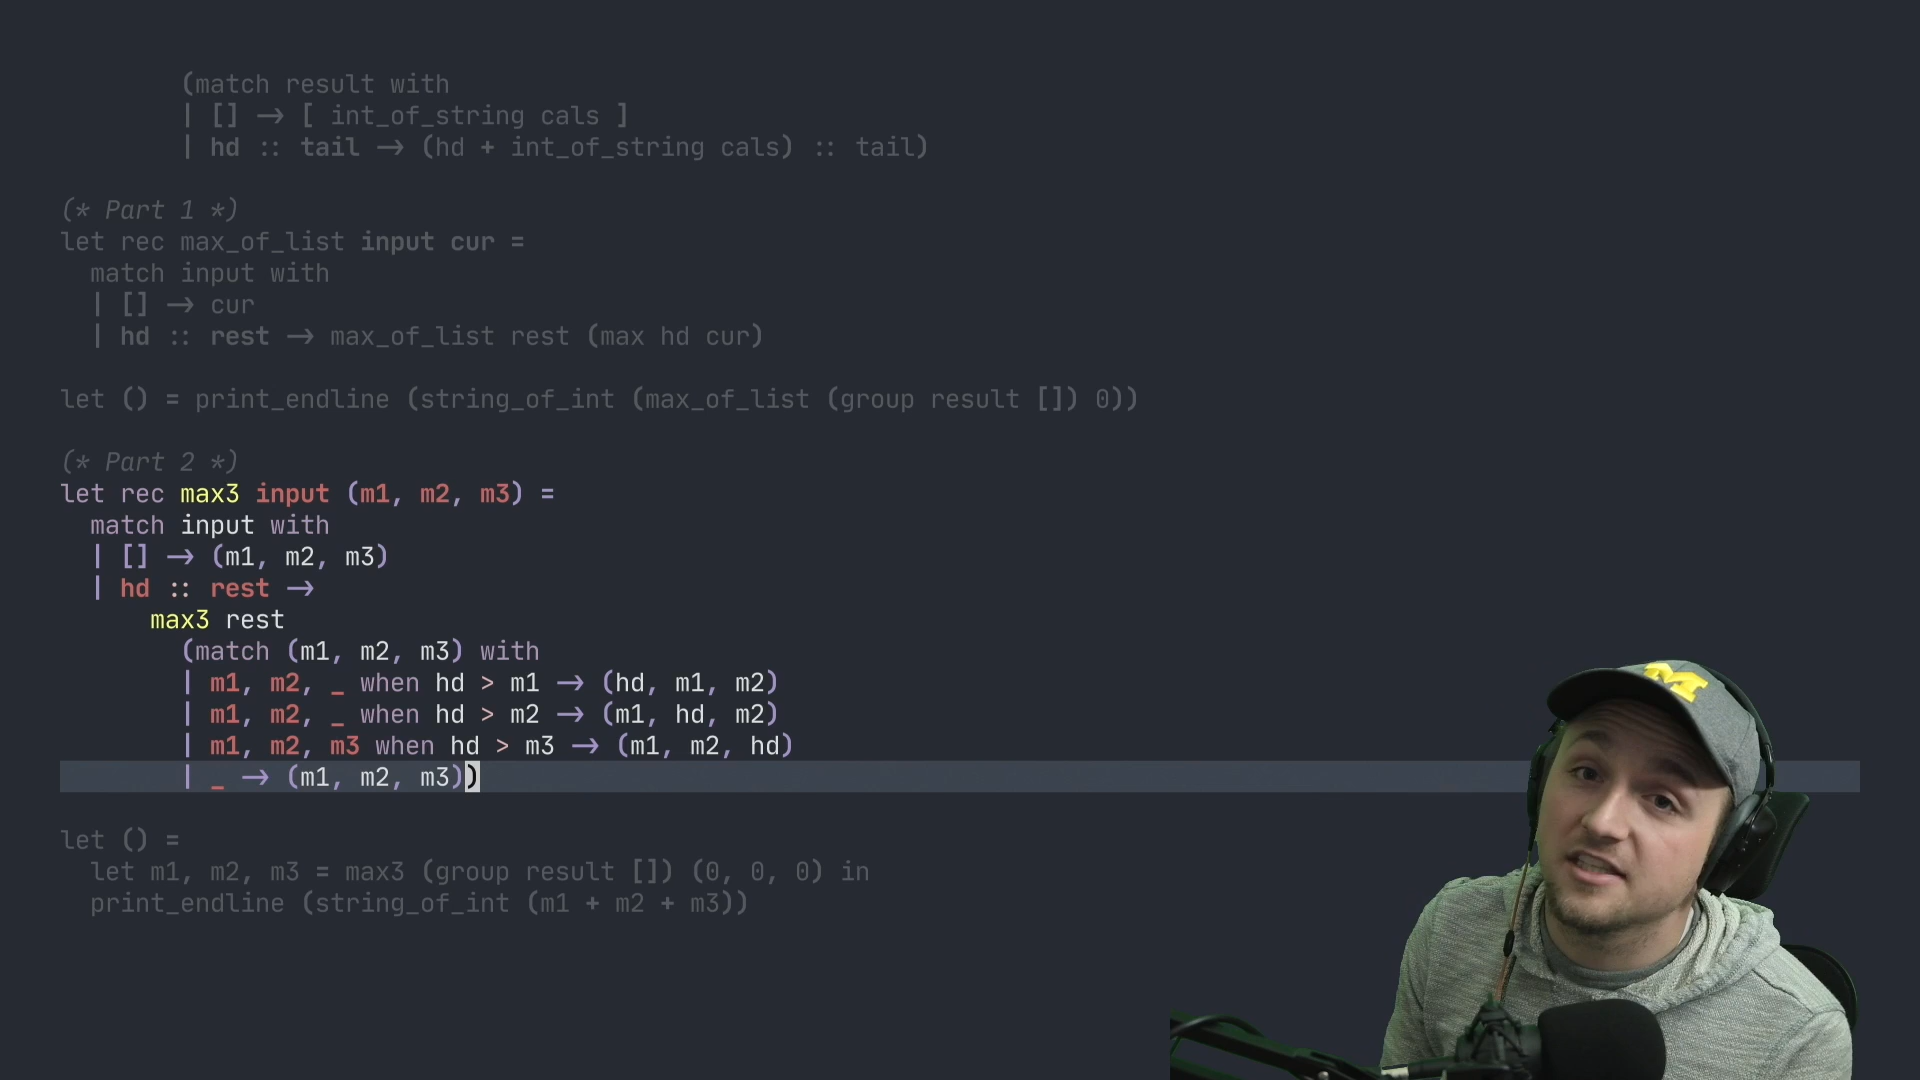 (match result with
| [] -> [ int_of_string cals ]
| hd :: tail -> (hd + int_of_string cals) :: tail)
(* Part 1 *)
let rec max_of_list input cur =
match input with
| [] -> cur
| hd :: rest -> max_of_list rest (max hd cur)
let () = print_endline (string_of_int (max_of_list (group result []) 0))
(* Part 2 *)
let rec max3 input (m1, m2, m3) =
match input with
| [] -> (m1, m2, m3)
| hd :: rest ->
max3 rest
(match (m1, m2, m3) with
| m1, m2, _ when hd > m1 -> (hd, m1, m2)
| m1, m2, _ when hd > m2 -> (m1, hd, m2)
| m1, m2, m3 when hd > m3 -> (m1, m2, hd)
| _ -> (m1, m2, m3))
let () =
let m1, m2, m3 = max3 (group result []) (0, 0, 0) in
print_endline (string_of_int (m1 + m2 + m3))
M